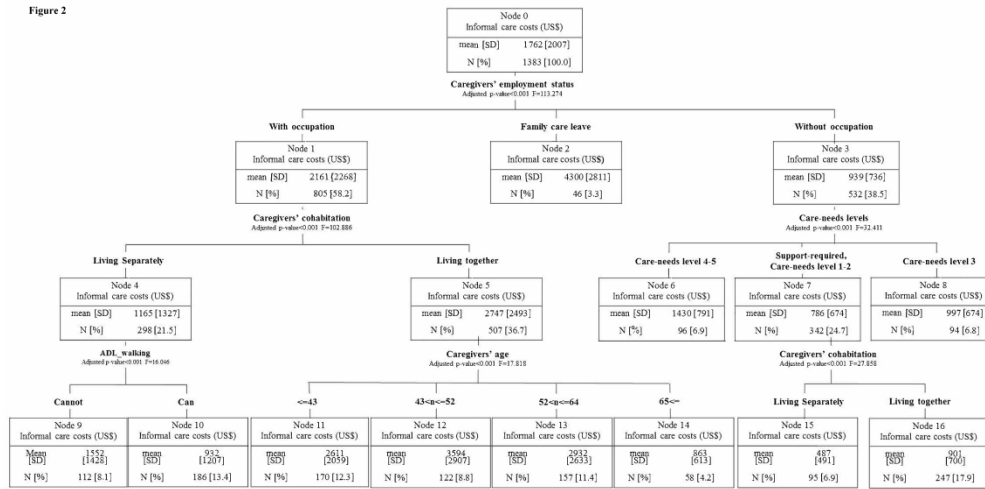 Figure 2
Node 0
Informal care costs (US$)
mean [SD] 1762 [2007]
N [%] 1383 [100.0]
Caregivers' employment status
Adjusted p-value<0.001 F=113.274
With occupation
Family care leave
Without occupation
Node 1
Informal care costs (US$)
mean [SD] 2161 [2268]
N [%] 805 [58.2]
Node 2
Informal care costs (US$)
mean [SD] 4300 [2811]
N [%] 46 [3.3]
Node 3
Informal care costs (US$)
mean [SD] 939 [736]
N [%] 532 [38.5]
Caregivers' cohabitation
Adjusted p-value<0.001 F=102.886
Care-needs levels
Adjusted p-value<0.001 F=32.411
Living Separately
Living together
Care-needs level 4-5
Support-required,
Care-needs level 1-2
Care-needs level 3
Node 4
Informal care costs (US$)
mean [SD] 1165 [1327]
N [%] 298 [21.5]
Node 5
Informal care costs (US$)
mean [SD] 2747 [2493]
N [%] 507 [36.7]
Node 6
Informal care costs (US$)
mean [SD] 1430 [791]
N [%] 96 [6.9]
Node 7
Informal care costs (US$)
mean [SD] 786 [674]
N [%] 342 [24.7]
Node 8
Informal care costs (US$)
mean [SD] 997 [674]
N [%] 94 [6.8]
ADL_walking
Adjusted p-value<0.001 F=16.046
Caregivers' age
Adjusted p-value<0.001 F=17.818
Caregivers' cohabitation
Adjusted p-value<0.001 F=27.858
Cannot
Can
<=43
43<n<=52
52<n<=64
65<=
Living Separately
Living together
Node 9
Informal care costs (US$)
Mean 1552
[SD] [1428]
N [%] 112 [8.1]
Node 10
Informal care costs (US$)
mean 932
[SD] [1207]
N [%] 186 [13.4]
Node 11
Informal care costs (US$)
mean 2611
[SD] [2059]
N [%] 170 [12.3]
Node 12
Informal care costs (US$)
mean 3594
[SD] [2907]
N [%] 122 [8.8]
Node 13
Informal care costs (US$)
mean 2932
[SD] [2633]
N [%] 157 [11.4]
Node 14
Informal care costs (US$)
mean 863
[SD] [613]
N [%] 58 [4.2]
Node 15
Informal care costs (US$)
mean 487
[SD] [491]
N [%] 95 [6.9]
Node 16
Informal care costs (US$)
mean 901
[SD] [700]
N [%] 247 [17.9]